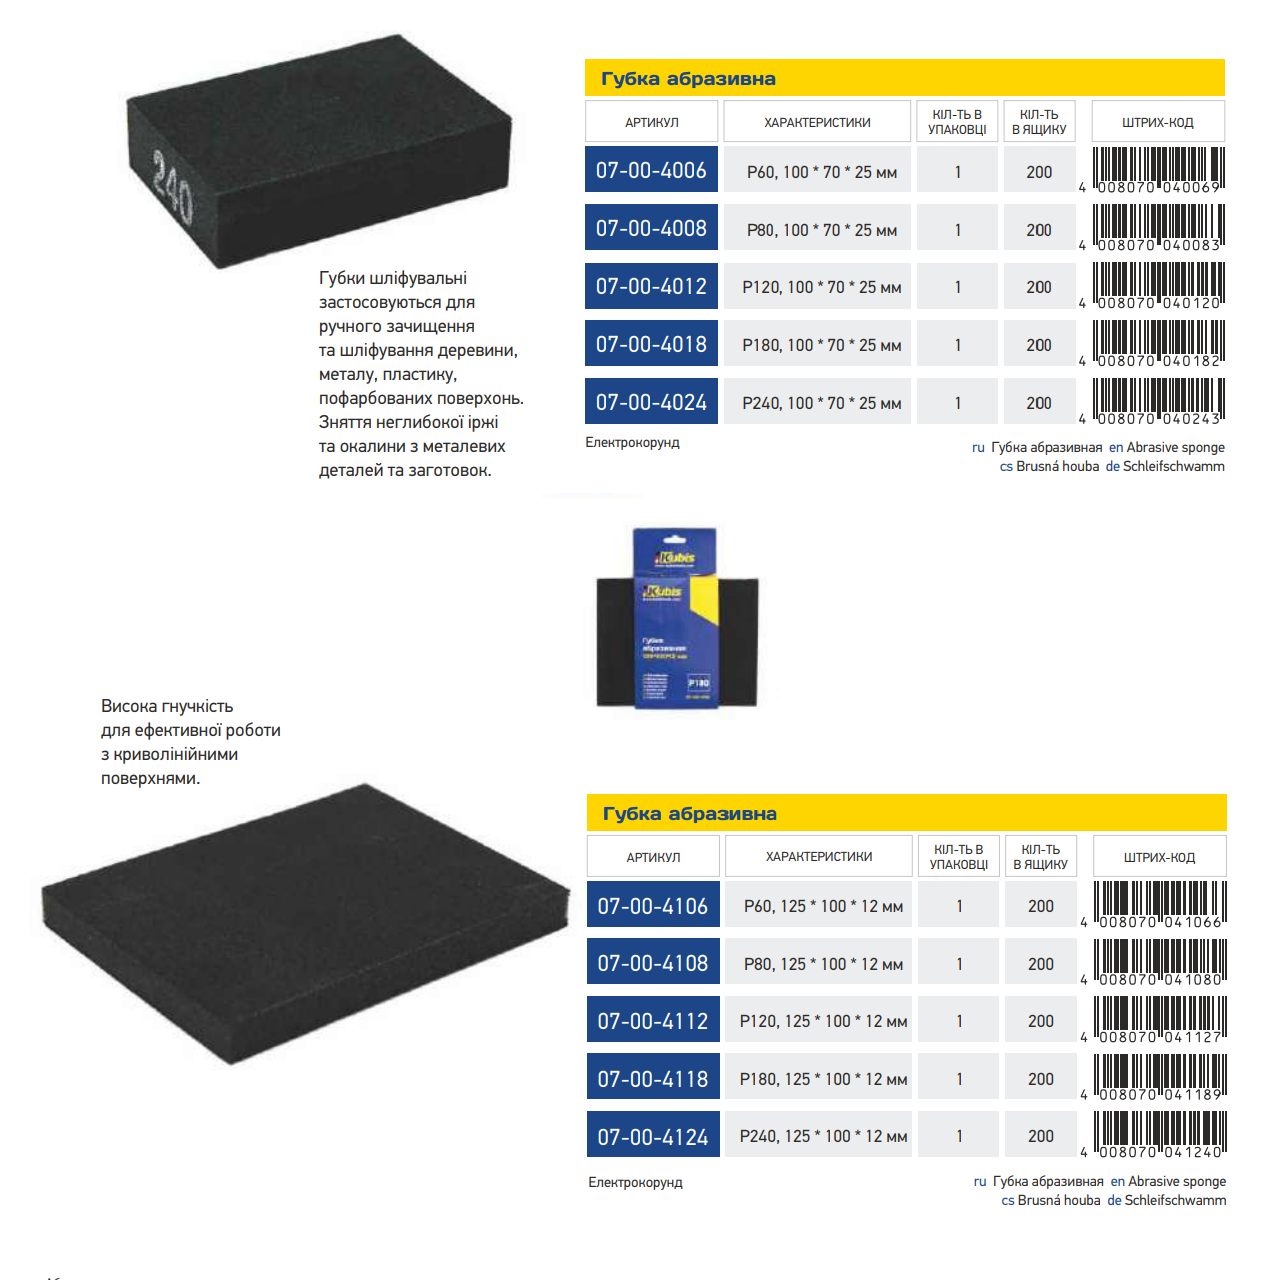 240
Губки шліфувальні
застосовуються для
ручного зачищення
та шліфування деревини,
металу, пластику,
пофарбованих поверхонь.
Зняття неглибокої іржі
та окалини з металевих
деталей та заготовок.
Губка абразивна
АРТИКУЛ ХАРАКТЕРИСТИКИ КІЛ-ТЬ В УПАКОВЦІ КІЛ-ТЬ В ЯЩИКУ ШТРИХ-КОД
07-00-4006 P60, 100 * 70 * 25 мм 1 200 4 008070 040069
07-00-4008 P80, 100 * 70 * 25 мм 1 200 4 008070 040083
07-00-4012 P120, 100 * 70 * 25 мм 1 200 4 008070 040120
07-00-4018 P180, 100 * 70 * 25 мм 1 200 4 008070 040182
07-00-4024 P240, 100 * 70 * 25 мм 1 200 4 008070 040243
Електрокорунд
ru Губка абразивная en Abrasive sponge
cs Brusná houba de Schleifschwamm
Kubis
Kubis
Губка
абразивная
P180
Висока гнучкість
для ефективної роботи
з криволінійними
поверхнями.
Губка абразивна
АРТИКУЛ ХАРАКТЕРИСТИКИ КІЛ-ТЬ В УПАКОВЦІ КІЛ-ТЬ В ЯЩИКУ ШТРИХ-КОД
07-00-4106 P60, 125 * 100 * 12 мм 1 200 4 008070 041066
07-00-4108 P80, 125 * 100 * 12 мм 1 200 4 008070 041080
07-00-4112 P120, 125 * 100 * 12 мм 1 200 4 008070 041127
07-00-4118 P180, 125 * 100 * 12 мм 1 200 4 008070 041189
07-00-4124 P240, 125 * 100 * 12 мм 1 200 4 008070 041240
Електрокорунд
ru Губка абразивная en Abrasive sponge
cs Brusná houba de Schleifschwamm